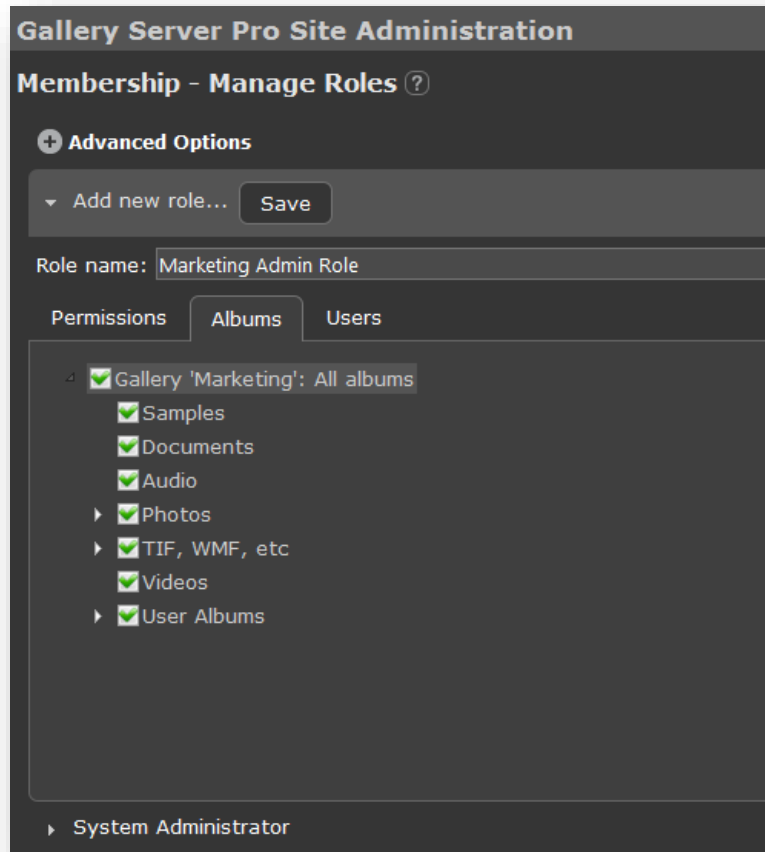 Gallery Server Pro Site Administration
Membership - Manage Roles ?
Advanced Options
Add new role... Save
Role name: Marketing Admin Role
Permissions Albums Users
Gallery 'Marketing': All albums
Samples
Documents
Audio
Photos
TIF, WMF, etc
Videos
User Albums
System Administrator